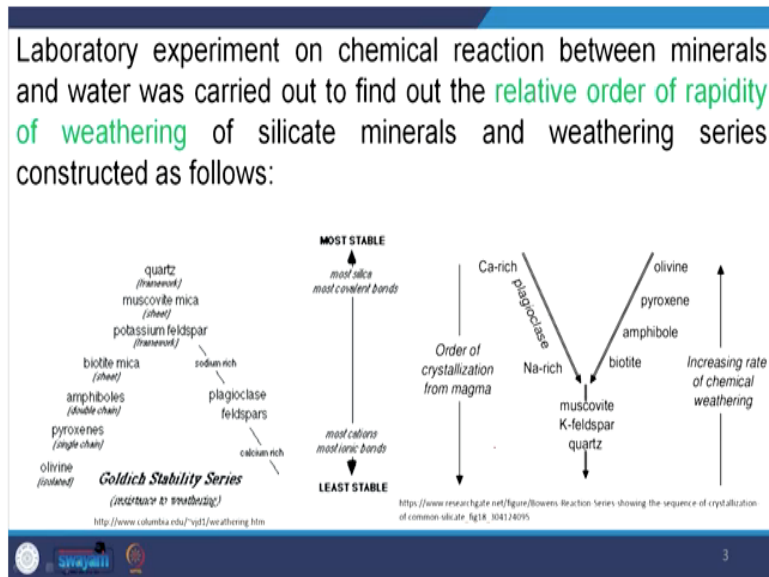 Laboratory experiment on chemical reaction between minerals
and water was carried out to find out the relative order of rapidity
of weathering of silicate minerals and weathering series
constructed as follows:
quartz
(framework)
muscovite mica
(sheet)
potassium feldspar
(framework)
biotite mica
(sheet)
sodium rich
amphiboles
(double chain)
plagioclase
feldspars
pyroxenes
(single chain)
calcium rich
olivine
(isolated)
Goldich Stability Series
(resistance to weathering)
http://www.columbia.edu/~vjd1/weathering.htm
MOST STABLE
most silica
most covalent bonds
most cations
most ionic bonds
LEAST STABLE
Ca-rich
plagioclase
Na-rich
olivine
pyroxene
amphibole
biotite
Order of
crystallization
from magma
muscovite
K-feldspar
quartz
Increasing rate
of chemical
weathering
https://www.researchgate.net/figure/Bowens-Reaction-Series-showing-the-sequence-of-crystallization
of-common-silicate_fig18_304124095
swayam
3